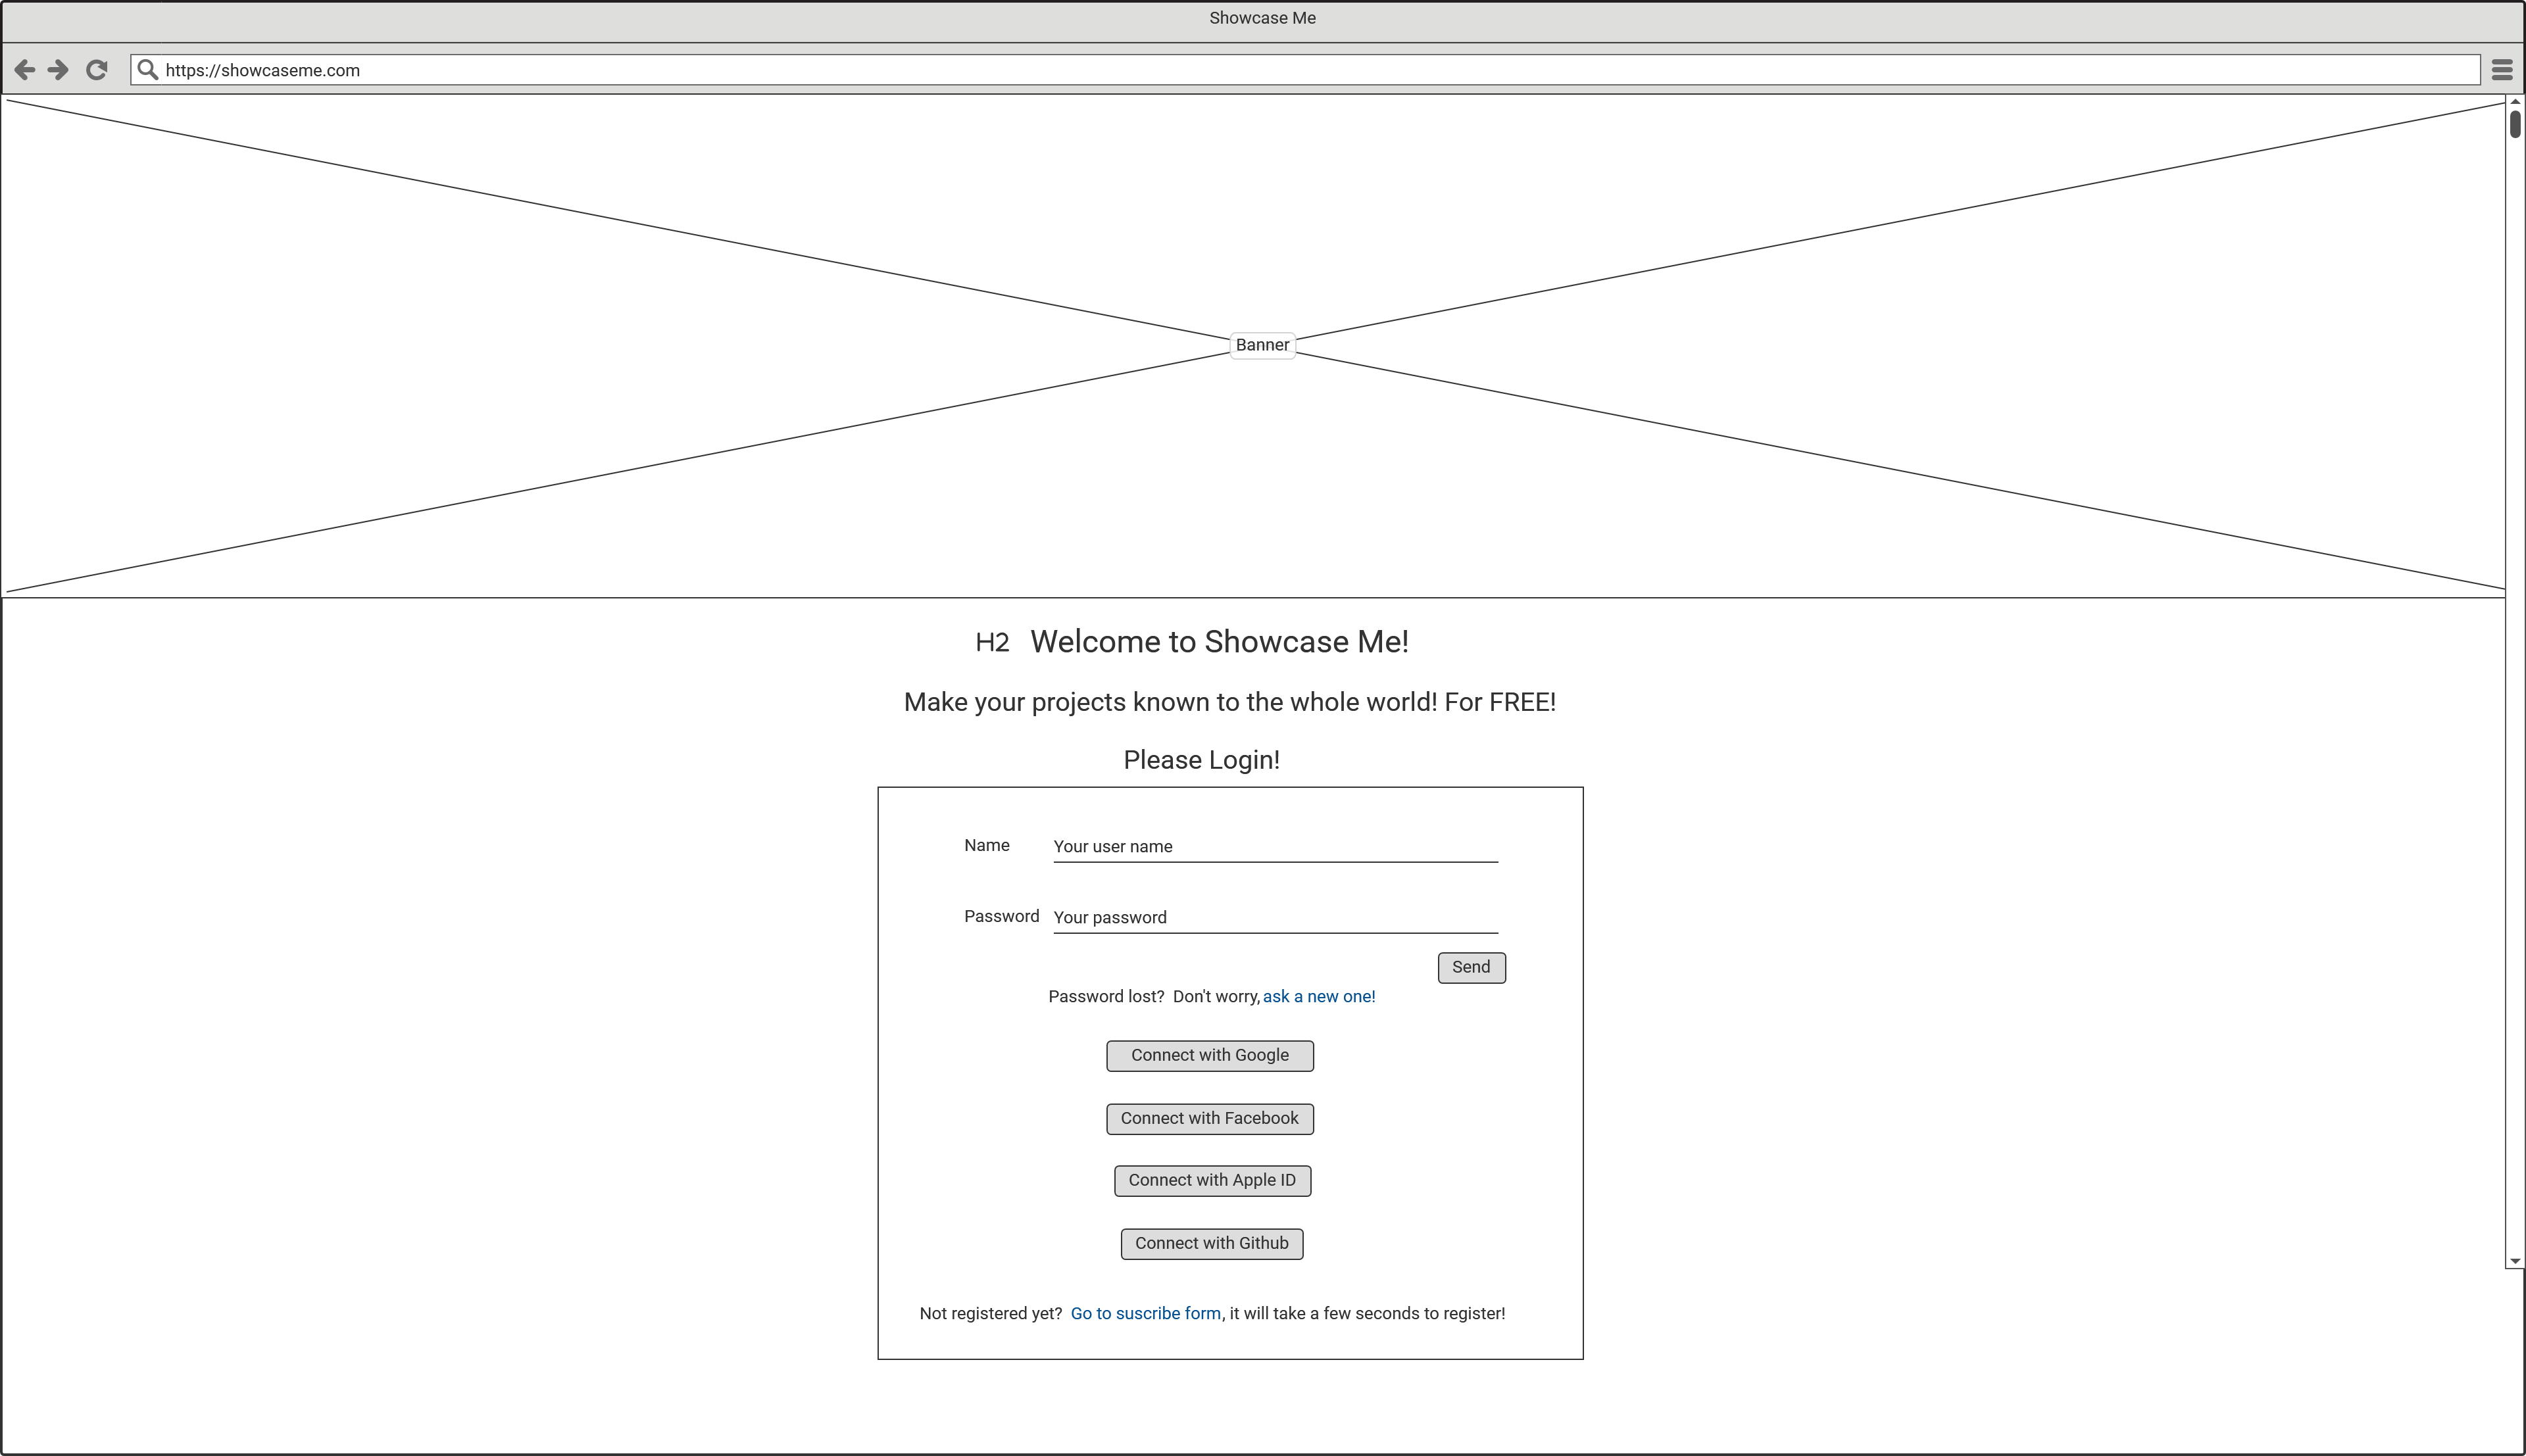 Showcase Me
https://showcaseme.com
Banner
H2 Welcome to Showcase Me!
Make your projects known to the whole world! For FREE!
Please Login!
Name Your user name
Password Your password
Send
Password lost? Don't worry, ask a new one!
Connect with Google
Connect with Facebook
Connect with Apple ID
Connect with Github
Not registered yet? Go to suscribe form, it will take a few seconds to register!